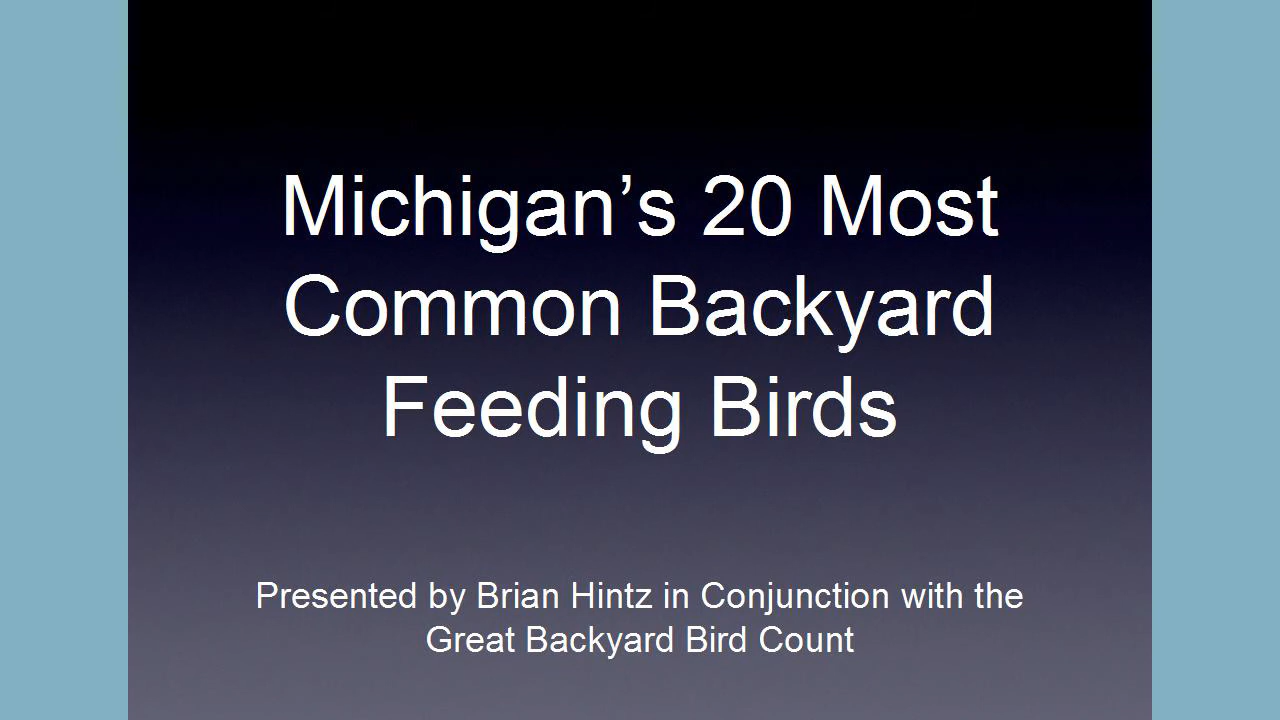 Michigan’s 20 Most
Common Backyard
Feeding Birds
Presented by Brian Hintz in Conjunction with the
Great Backyard Bird Count